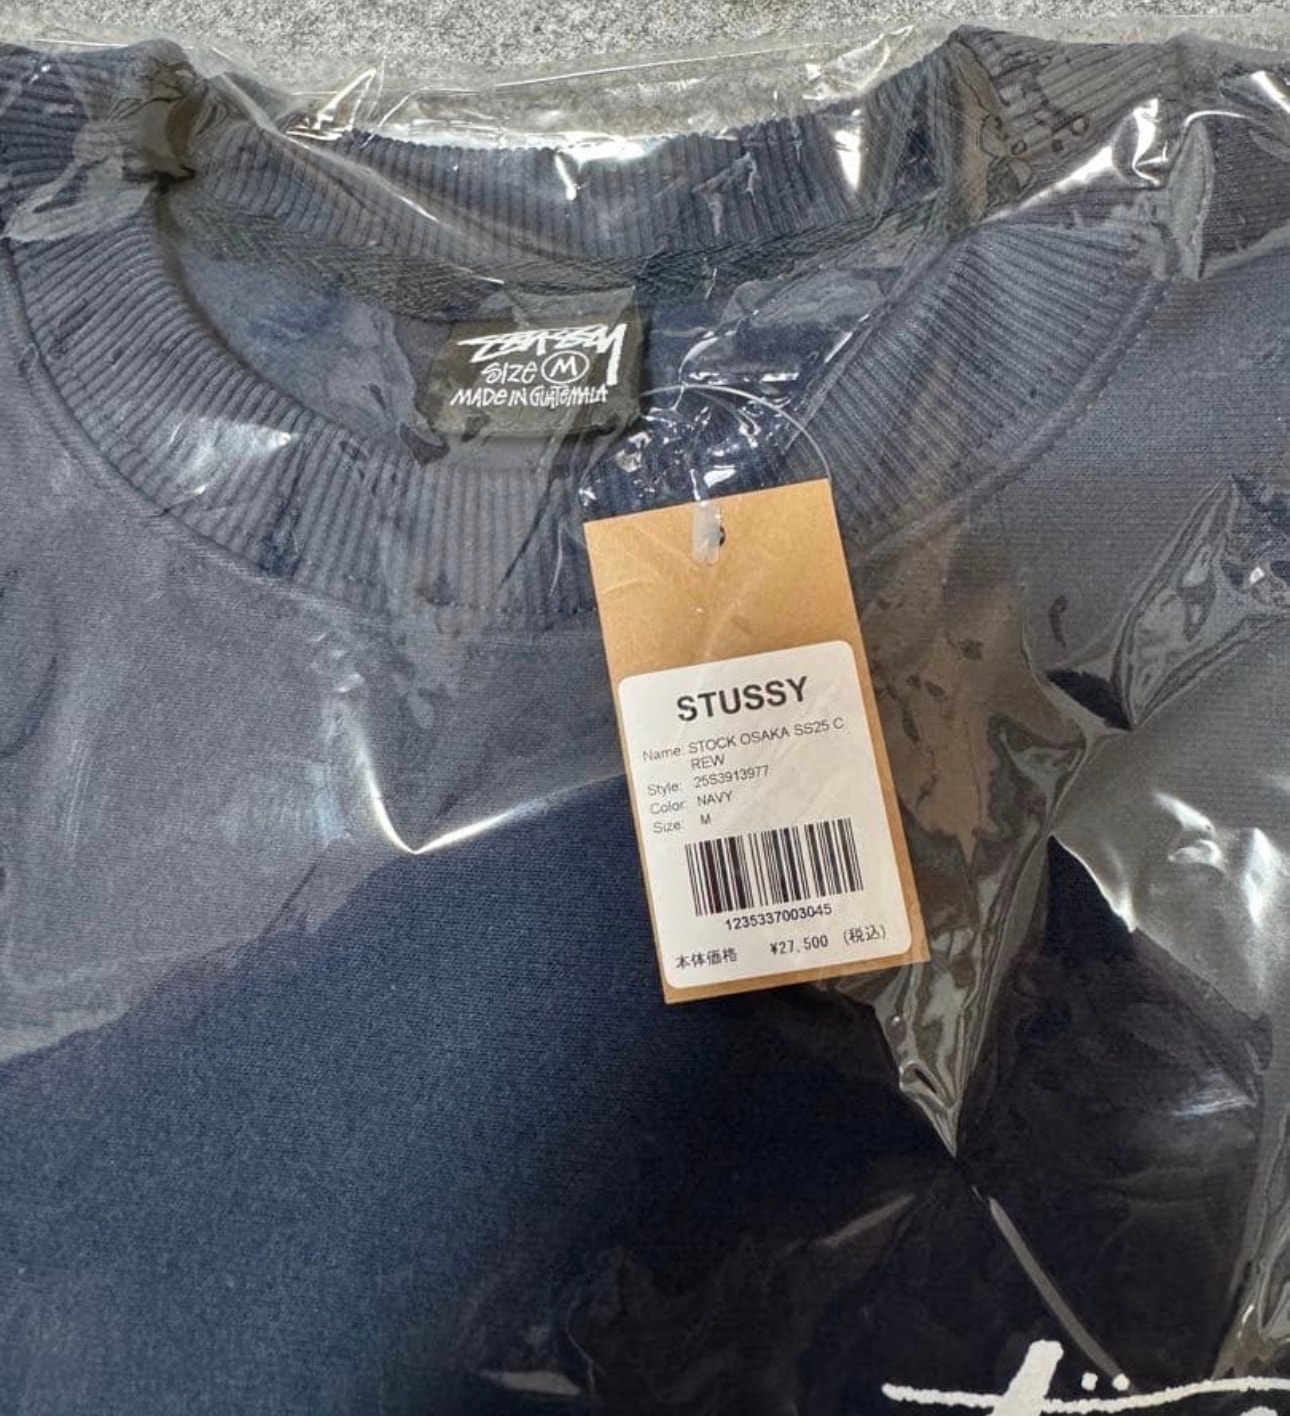 STÜSSY
SIZE M
MADE IN GUATEMALA
STUSSY
Name: STOCK OSAKA SS25 C
REW
Style: 25S3913977
Color: NAVY
Size: M
1235337003045
本体価格 ¥27,500 (税込)